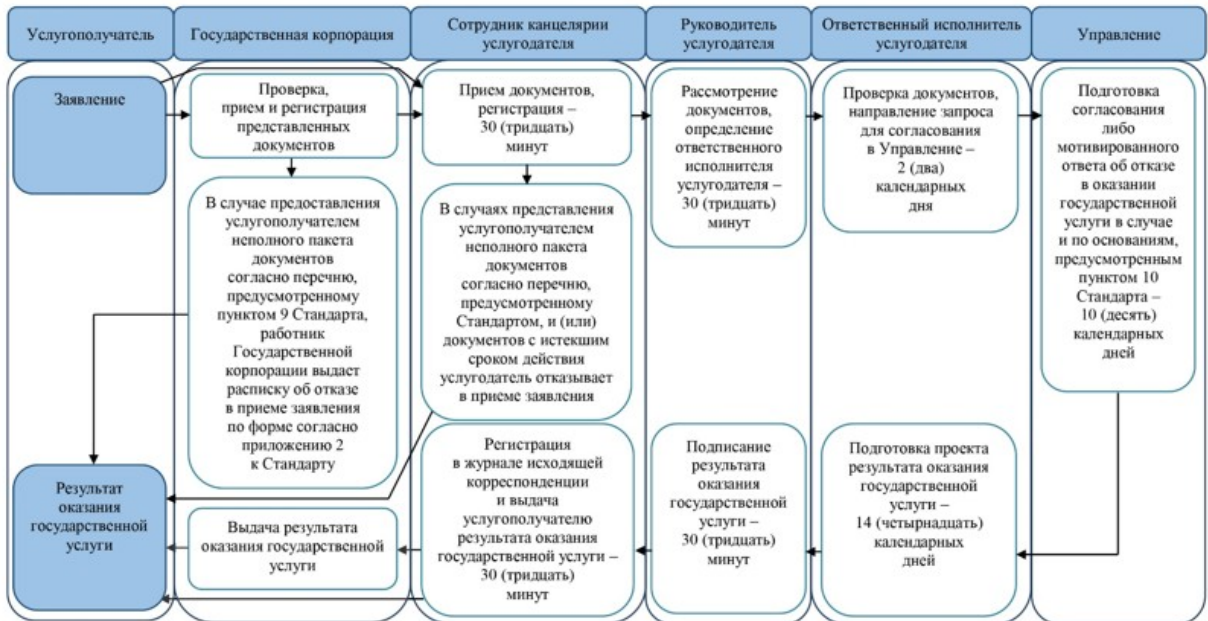 Услугополучатель
Государственная корпорация
Сотрудник канцелярии
услугодателя
Руководитель
услугодателя
Ответственный исполнитель
услугодателя
Управление
Заявление
Проверка,
прием и регистрация
представленных
документов
Прием документов,
регистрация –
30 (тридцать)
минут
Рассмотрение
документов,
определение
ответственного
исполнителя
услугодателя –
30 (тридцать)
минут
Проверка документов,
направление запроса
для согласования
в Управление –
2 (два)
календарных
дня
Подготовка
согласования
либо
мотивированного
ответа об отказе
в оказании
государственной
услуги в случае
и по основаниям,
предусмотренным
пунктом 10
Стандарта –
10 (десять)
календарных
дней
В случае предоставления
услугополучателем
неполного пакета
документов
согласно перечню,
предусмотренному
пунктом 9 Стандарта,
работник
Государственной
корпорации выдает
расписку об отказе
в приеме заявления
по форме согласно
приложению 2
к Стандарту
В случаях представления
услугополучателем
неполного пакета
документов
согласно перечню,
предусмотренному
Стандартом, и (или)
документов с истекшим
сроком действия
услугодатель отказывает
в приеме заявления
Результат
оказания
государственной
услуги
Выдача результата
оказания государственной
услуги
Регистрация
в журнале исходящей
корреспонденции
и выдача
услугополучателю
результата оказания
государственной услуги –
30 (тридцать)
минут
Подписание
результата
оказания
государственной
услуги –
30 (тридцать)
минут
Подготовка проекта
результата оказания
государственной
услуги –
14 (четырнадцать)
календарных
дней